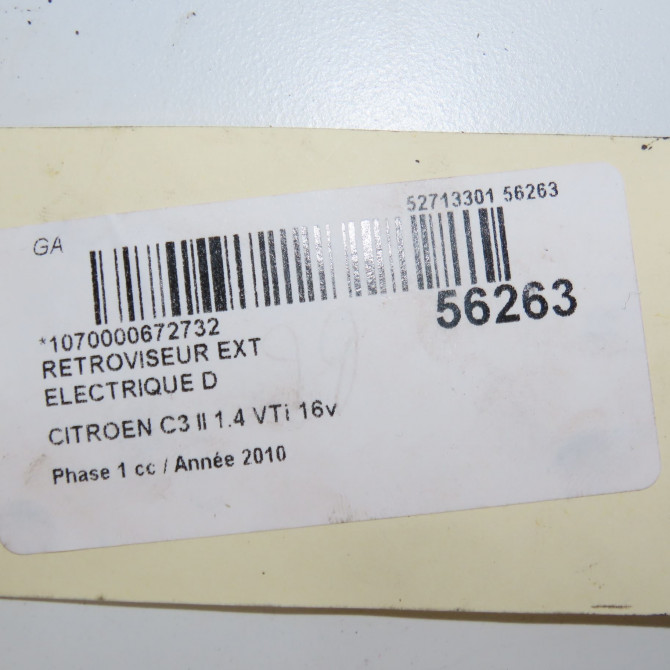 GA
52713301 56263
56263
*1070000672732
RETROVISEUR EXT
ELECTRIQUE D
CITROEN C3 II 1.4 VTi 16v
Phase 1 cc / Année 2010